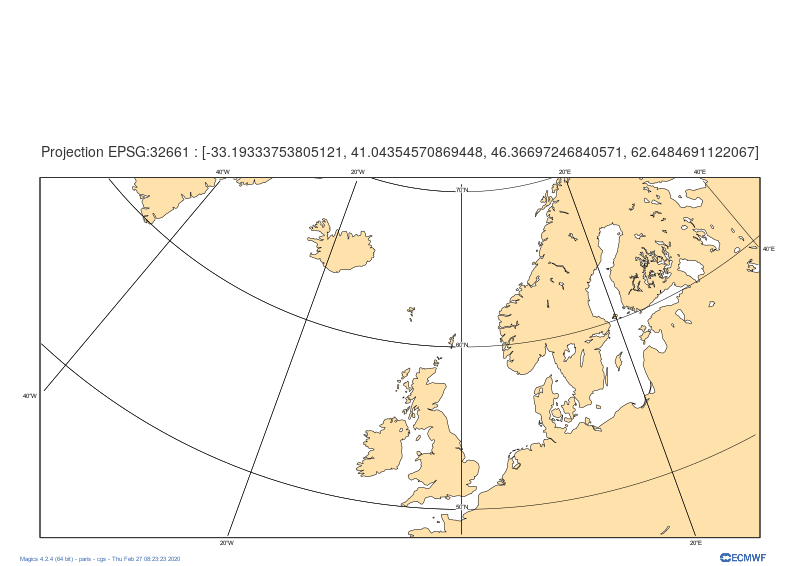 Projection EPSG:32661 : [-33.19333753805121, 41.04354570869448, 46.36697246840571, 62.6484691122067]
40°W 20°W 20°E 40°E
70°N
40°E
60°N
40°W
50°N
20°W 20°E
Magics 4.2.4 (64 bit) - paris - cgs - Thu Feb 27 08:23:23 2020
ECMWF